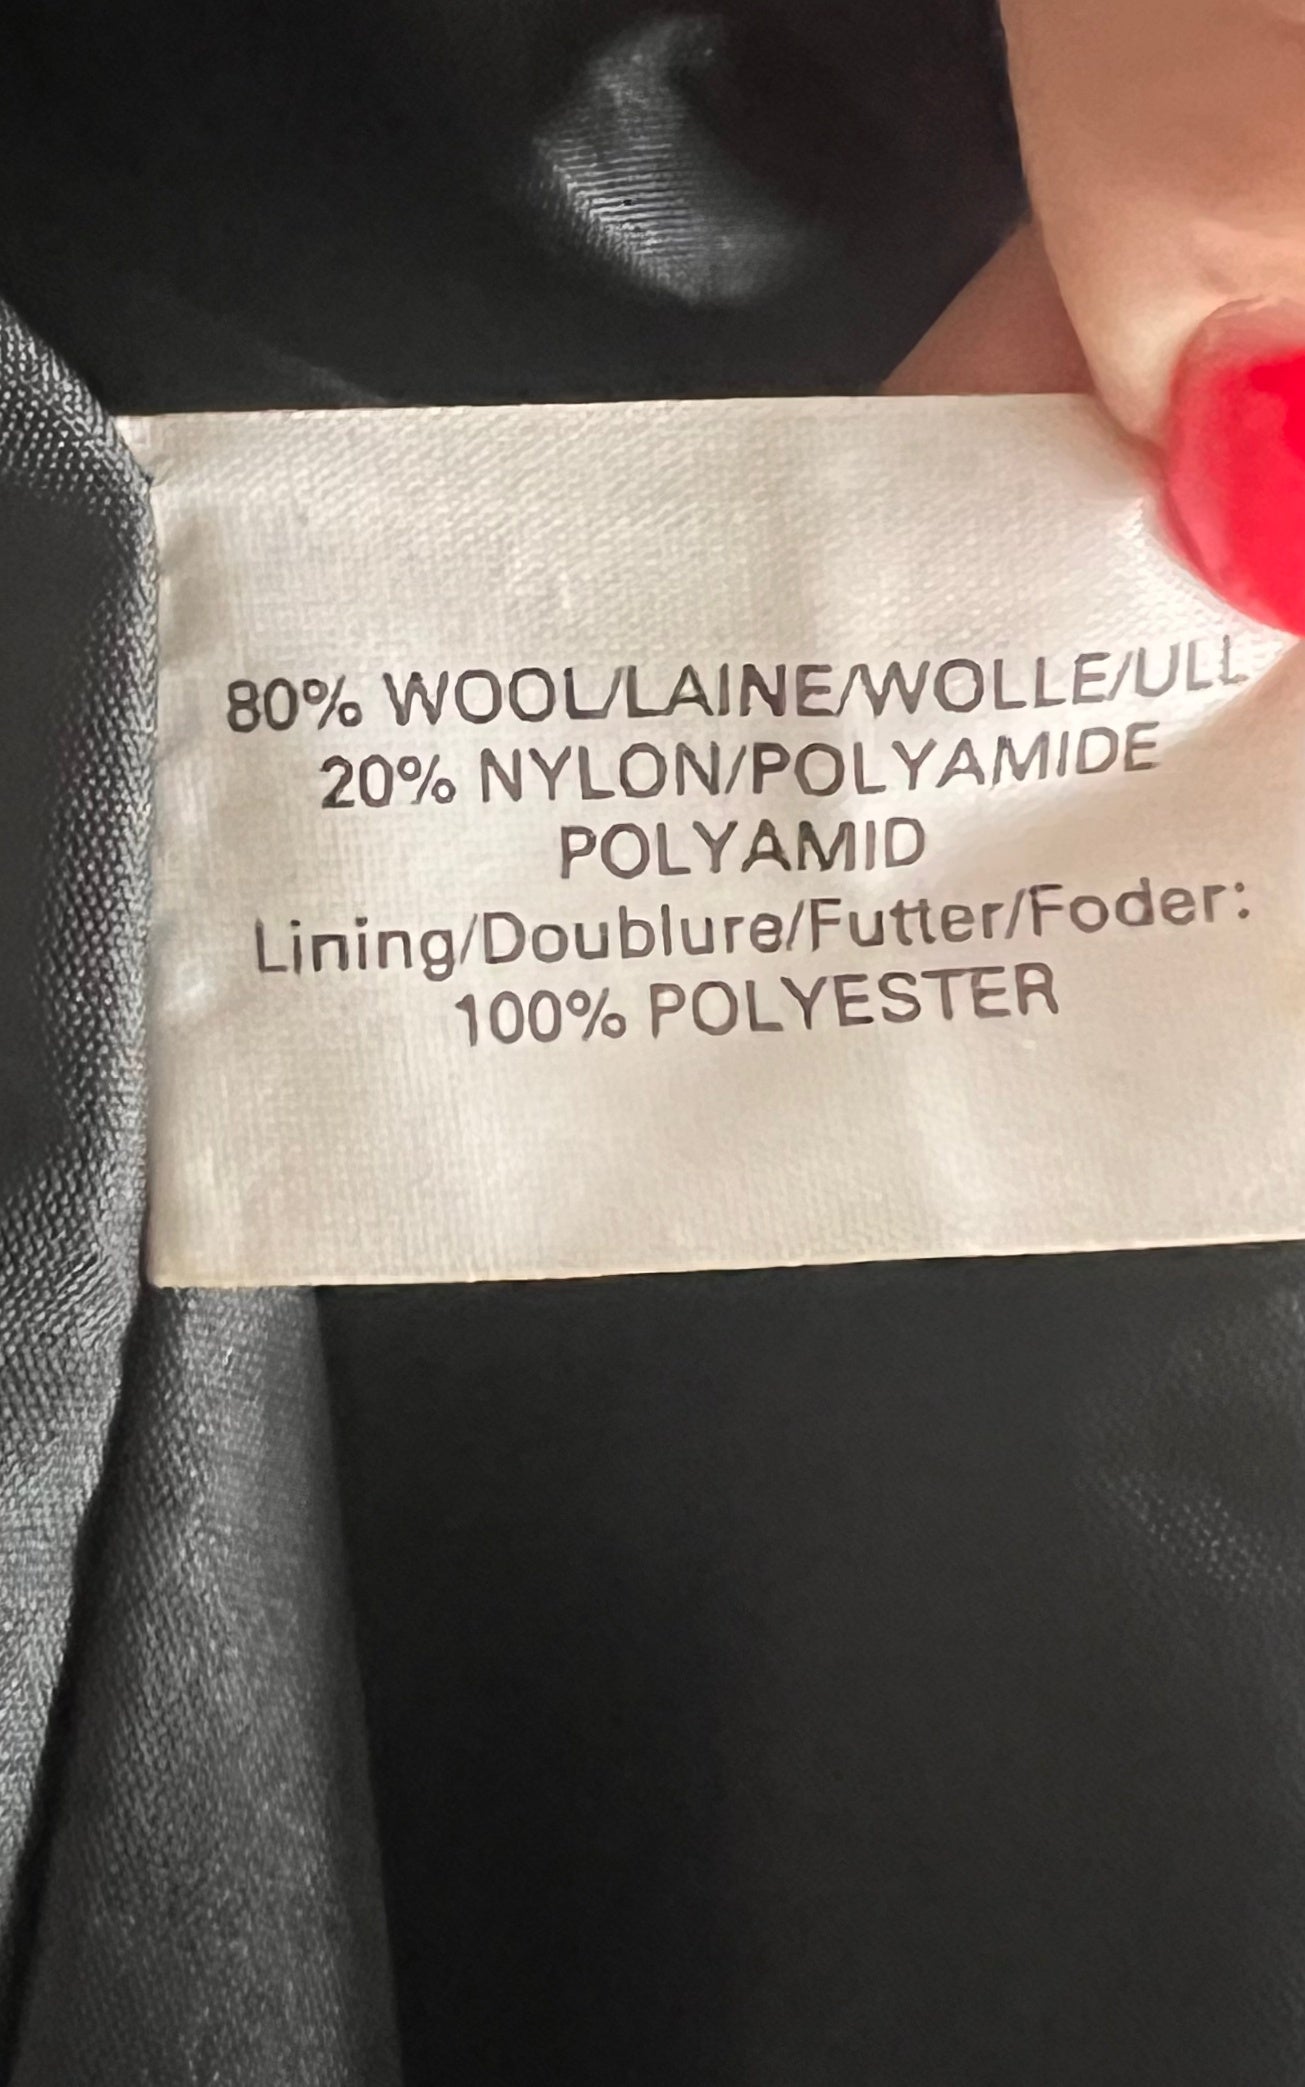 80% WOOL/LAINE/WOLLE/ULL
20% NYLON/POLYAMIDE
POLYAMID
Lining/Doublure/Futter/Foder:
100% POLYESTER